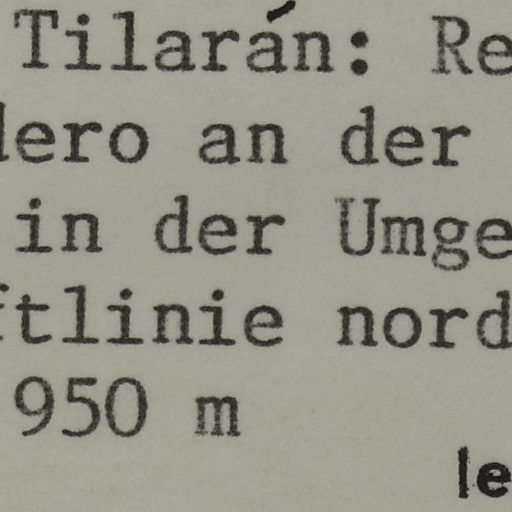 Tilarán: Re
dero an der
in der Umge
ftlinie nord
950 m
le